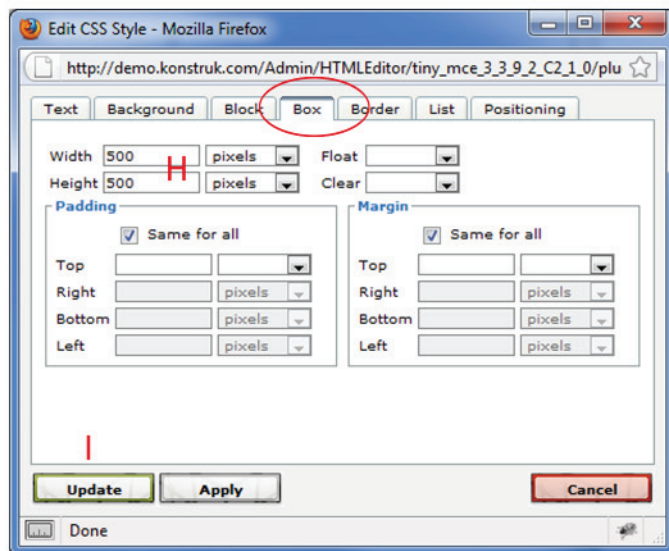 Edit CSS Style - Mozilla Firefox
http://demo.konstruk.com/Admin/HTMLEditor/tiny_mce_3_3_9_2_C2_1_0/plu
Text Background Block Box Border List Positioning
Width 500 pixels Float
H
Height 500 pixels Clear
Padding Margin
Same for all Same for all
Top Top
Right pixels Right pixels
Bottom pixels Bottom pixels
Left pixels Left pixels
I
Update Apply Cancel
Done